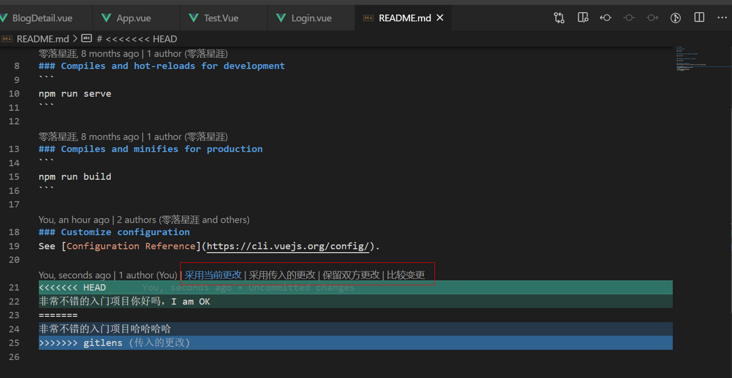 BlogDetail.vue App.vue Test.Vue Login.vue README.md
README.md > # <<<<<<< HEAD
零落星涯, 8 months ago | 1 author (零落星涯)
8 ### Compiles and hot-reloads for development
9 ```
10 npm run serve
11 ```
12
零落星涯, 8 months ago | 1 author (零落星涯)
13 ### Compiles and minifies for production
14 ```
15 npm run build
16 ```
17
You, an hour ago | 2 authors (零落星涯 and others)
18 ### Customize configuration
19 See [Configuration Reference](https://cli.vuejs.org/config/).
20
You, seconds ago | 1 author (You) | 采用当前更改 | 采用传入的更改 | 保留双方更改 | 比较变更
21 <<<<<<< HEAD You, seconds ago • Uncommitted changes
22 非常不错的入门项目你好吗，I am OK
23 =======
24 非常不错的入门项目哈哈哈哈
25 >>>>>>> gitlens (传入的更改)
26